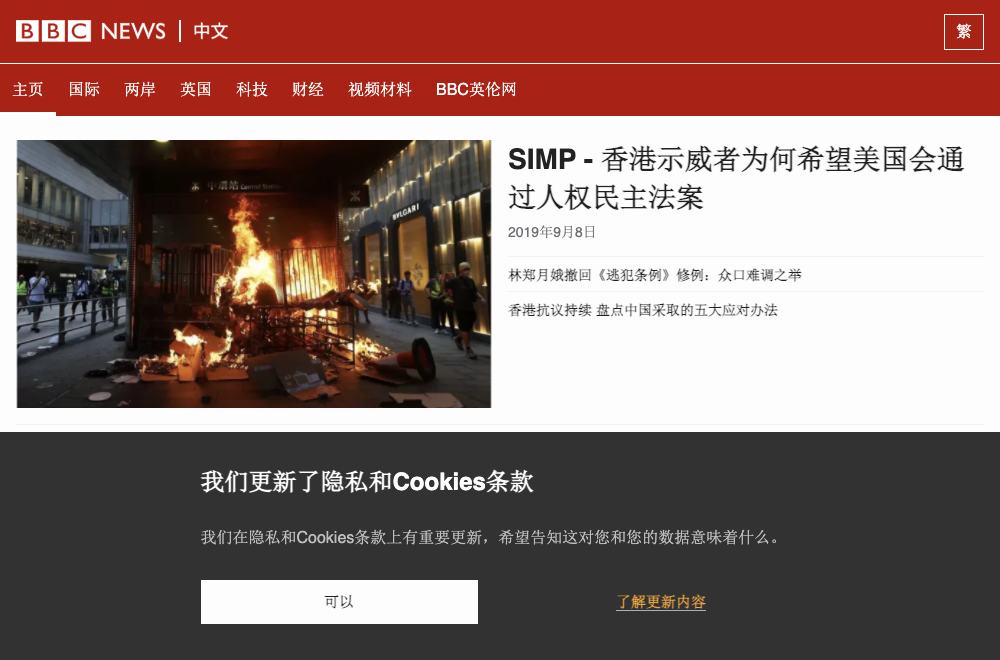 BBC NEWS 中文
繁
主页 国际 两岸 英国 科技 财经 视频材料 BBC英伦网
中環站 Central Station
BVLGARI
SIMP - 香港示威者为何希望美国会通
过人权民主法案
2019年9月8日
林郑月娥撤回《逃犯条例》修例：众口难调之举
香港抗议持续 盘点中国采取的五大应对办法
我们更新了隐私和Cookies条款
我们在隐私和Cookies条款上有重要更新，希望告知这对您和您的数据意味着什么。
可以
了解更新内容